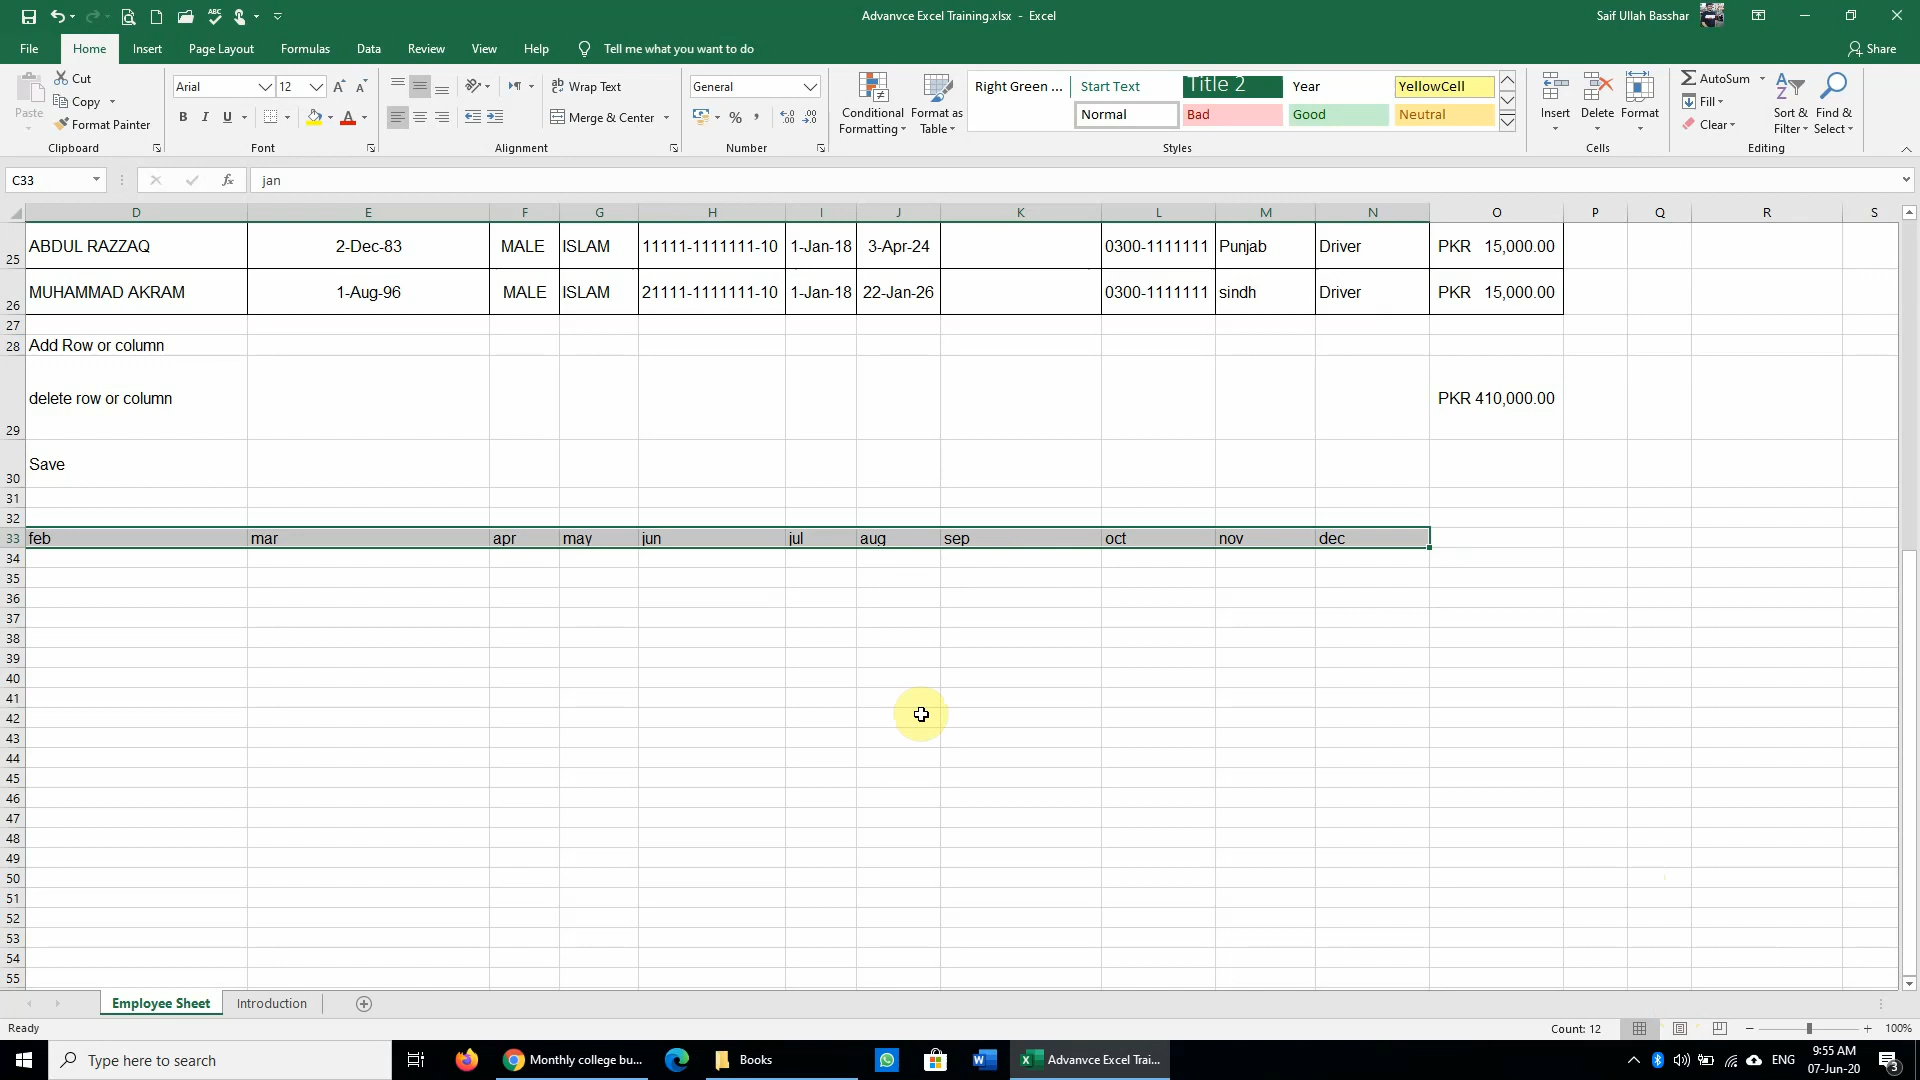 Advanvce Excel Training.xlsx - Excel
Saif Ullah Basshar
File Home Insert Page Layout Formulas Data Review View Help Tell me what you want to do Share
Paste
Cut
Copy
Format Painter
Clipboard
Arial 12
B I U
Font
Wrap Text
Merge & Center
Alignment
General
Number
Conditional Formatting
Format as Table
Right Green ... Start Text Title 2 Year YellowCell
Normal Bad Good Neutral
Styles
Insert Delete Format
Cells
AutoSum
Fill
Clear
Sort & Filter
Find & Select
Editing
C33 fx jan
D E F G H I J K L M N O P Q R S
25 ABDUL RAZZAQ 2-Dec-83 MALE ISLAM 11111-1111111-10 1-Jan-18 3-Apr-24 0300-1111111 Punjab Driver PKR 15,000.00
26 MUHAMMAD AKRAM 1-Aug-96 MALE ISLAM 21111-1111111-10 1-Jan-18 22-Jan-26 0300-1111111 sindh Driver PKR 15,000.00
27
28 Add Row or column
29 delete row or column PKR 410,000.00
30 Save
31
32
33 feb mar apr may jun jul aug sep oct nov dec
34
35
36
37
38
39
40
41
42
43
44
45
46
47
48
49
50
51
52
53
54
55
Employee Sheet Introduction
Ready Count: 12 100%
Type here to search Monthly college bu... Books Advanvce Excel Trai... ENG 9:55 AM
07-Jun-20 3